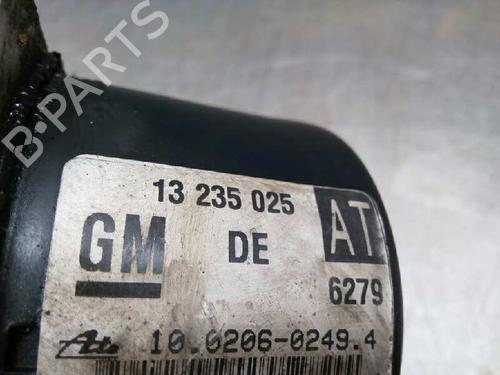 B-PARTS
13 235 025
GM
DE
AT
6279
Ate
10.0206-0249.4